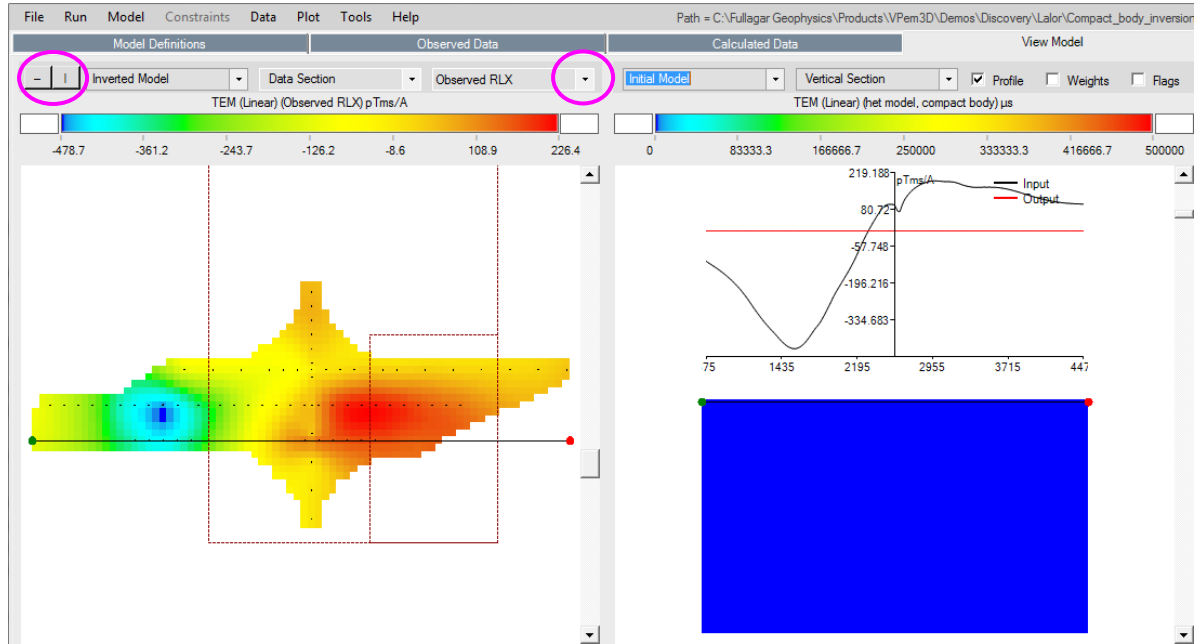 File Run Model Constraints Data Plot Tools Help Path = C:\Fullagar Geophysics\Products\VPem3D\Demos\Discovery\Lalor\Compact_body_inversion
Model Definitions Observed Data Calculated Data View Model
– | Inverted Model Data Section Observed RLX Initial Model Vertical Section Profile Weights Flags
TEM (Linear) (Observed RLX) pTms/A TEM (Linear) (het model, compact body) µs
-478.7 -361.2 -243.7 -126.2 -8.6 108.9 226.4 0 83333.3 166666.7 250000 333333.3 416666.7 500000
219.188 pTms/A Input
80.72 Output
-57.748
-196.216
-334.683
75 1435 2195 2955 3715 447